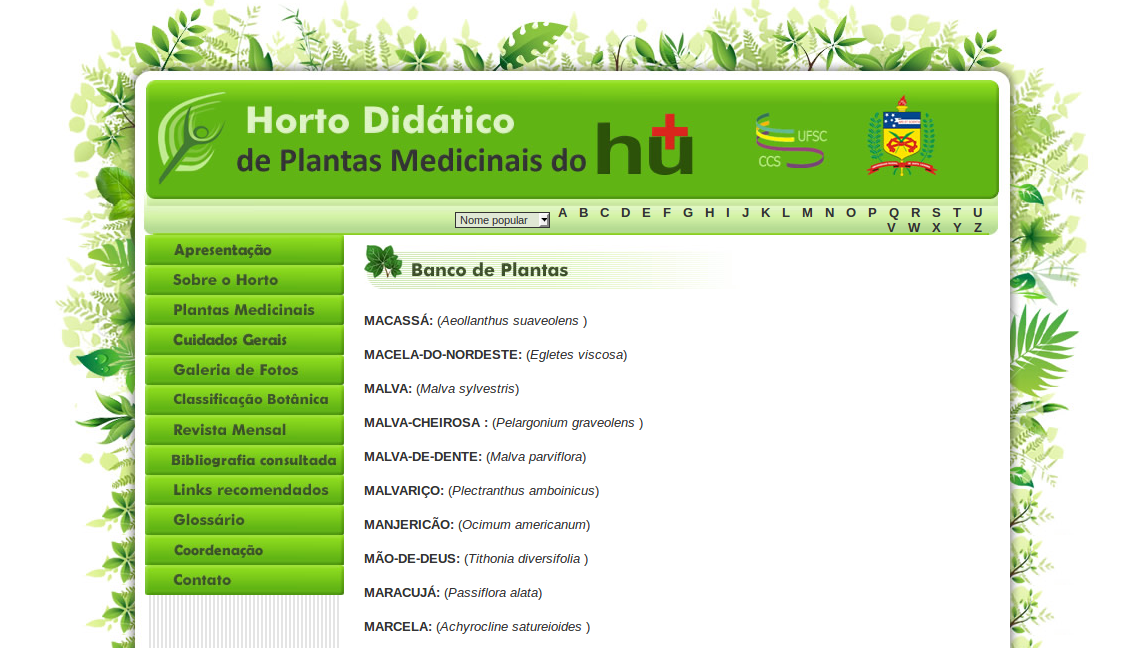 Horto Didático
de Plantas Medicinais do hu
UFSC
CCS
Nome popular
A B C D E F G H I J K L M N O P Q R S T U
V W X Y Z
Apresentação
Sobre o Horto
Plantas Medicinais
Cuidados Gerais
Galeria de Fotos
Classificação Botânica
Revista Mensal
Bibliografia consultada
Links recomendados
Glossário
Coordenação
Contato
Banco de Plantas
MACASSÁ: (Aeollanthus suaveolens )
MACELA-DO-NORDESTE: (Egletes viscosa)
MALVA: (Malva sylvestris)
MALVA-CHEIROSA : (Pelargonium graveolens )
MALVA-DE-DENTE: (Malva parviflora)
MALVARIÇO: (Plectranthus amboinicus)
MANJERICÃO: (Ocimum americanum)
MÃO-DE-DEUS: (Tithonia diversifolia )
MARACUJÁ: (Passiflora alata)
MARCELA: (Achyrocline satureioides )